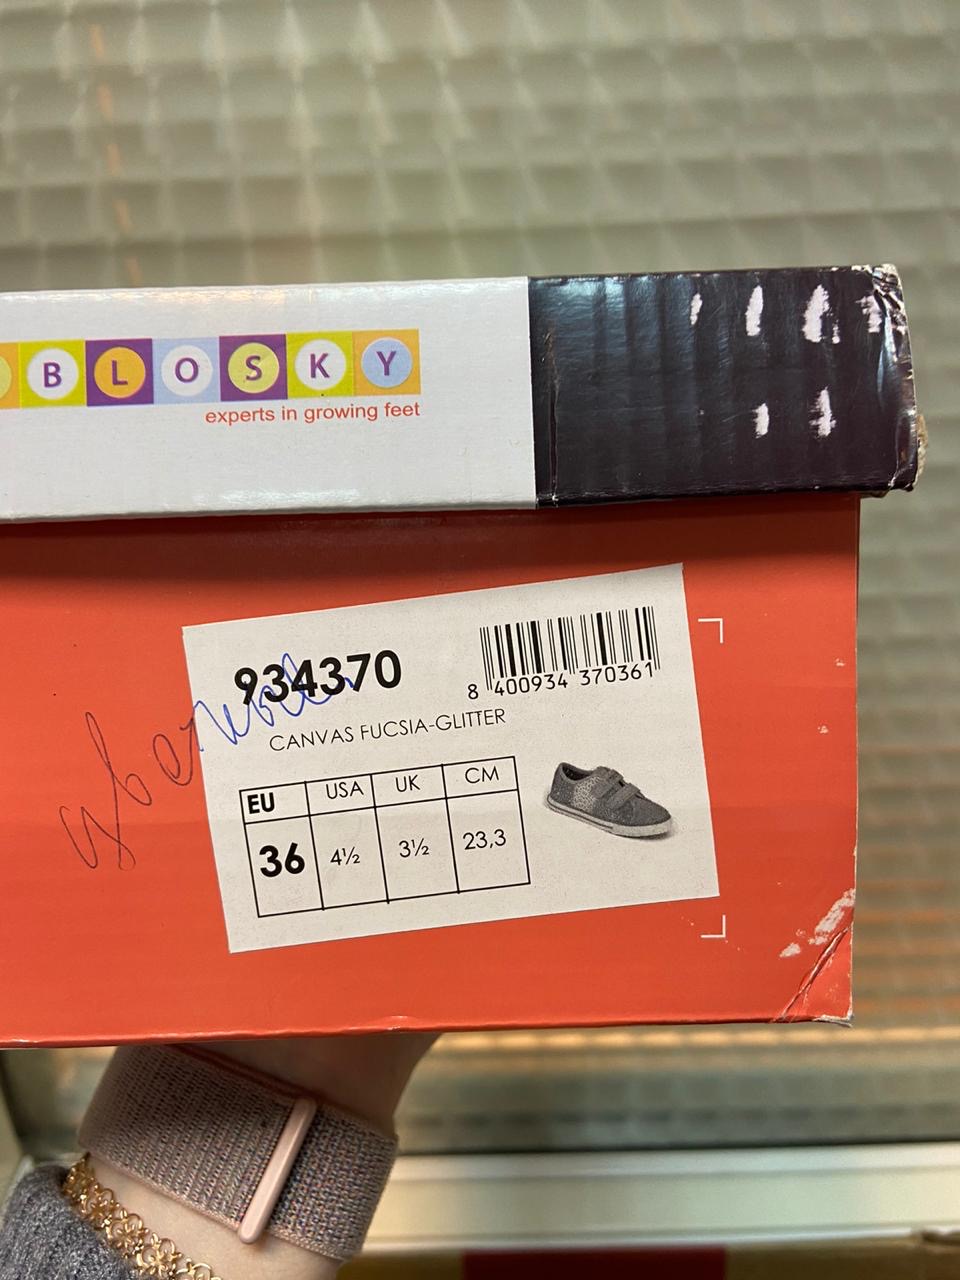 BLOSKY
experts in growing feet
934370
8 400934 370361
CANVAS FUCSIA-GLITTER
EU USA UK CM
36 4½ 3½ 23,3